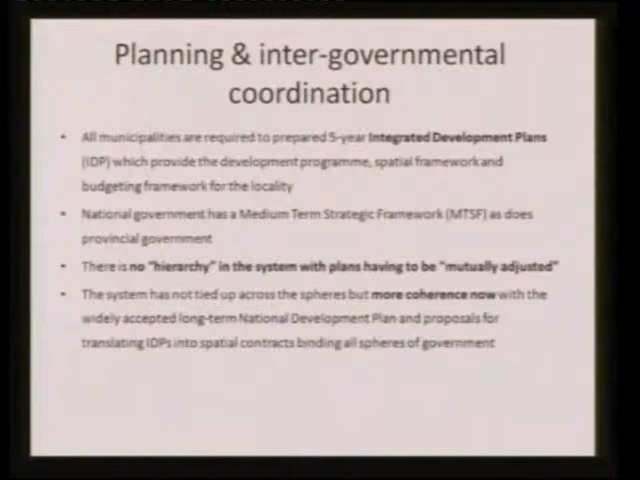 Planning & inter-governmental
coordination
• All municipalities are required to prepared 5-year Integrated Development Plans
(IDP) which provide the development programme, spatial framework and
budgeting framework for the locality
• National government has a Medium Term Strategic Framework (MTSF) as does
provincial government
• There is no "hierarchy" in the system with plans having to be "mutually adjusted"
• The system has not tied up across the spheres but more coherence now with the
widely accepted long-term National Development Plan and proposals for
translating IDPs into spatial contracts binding all spheres of government